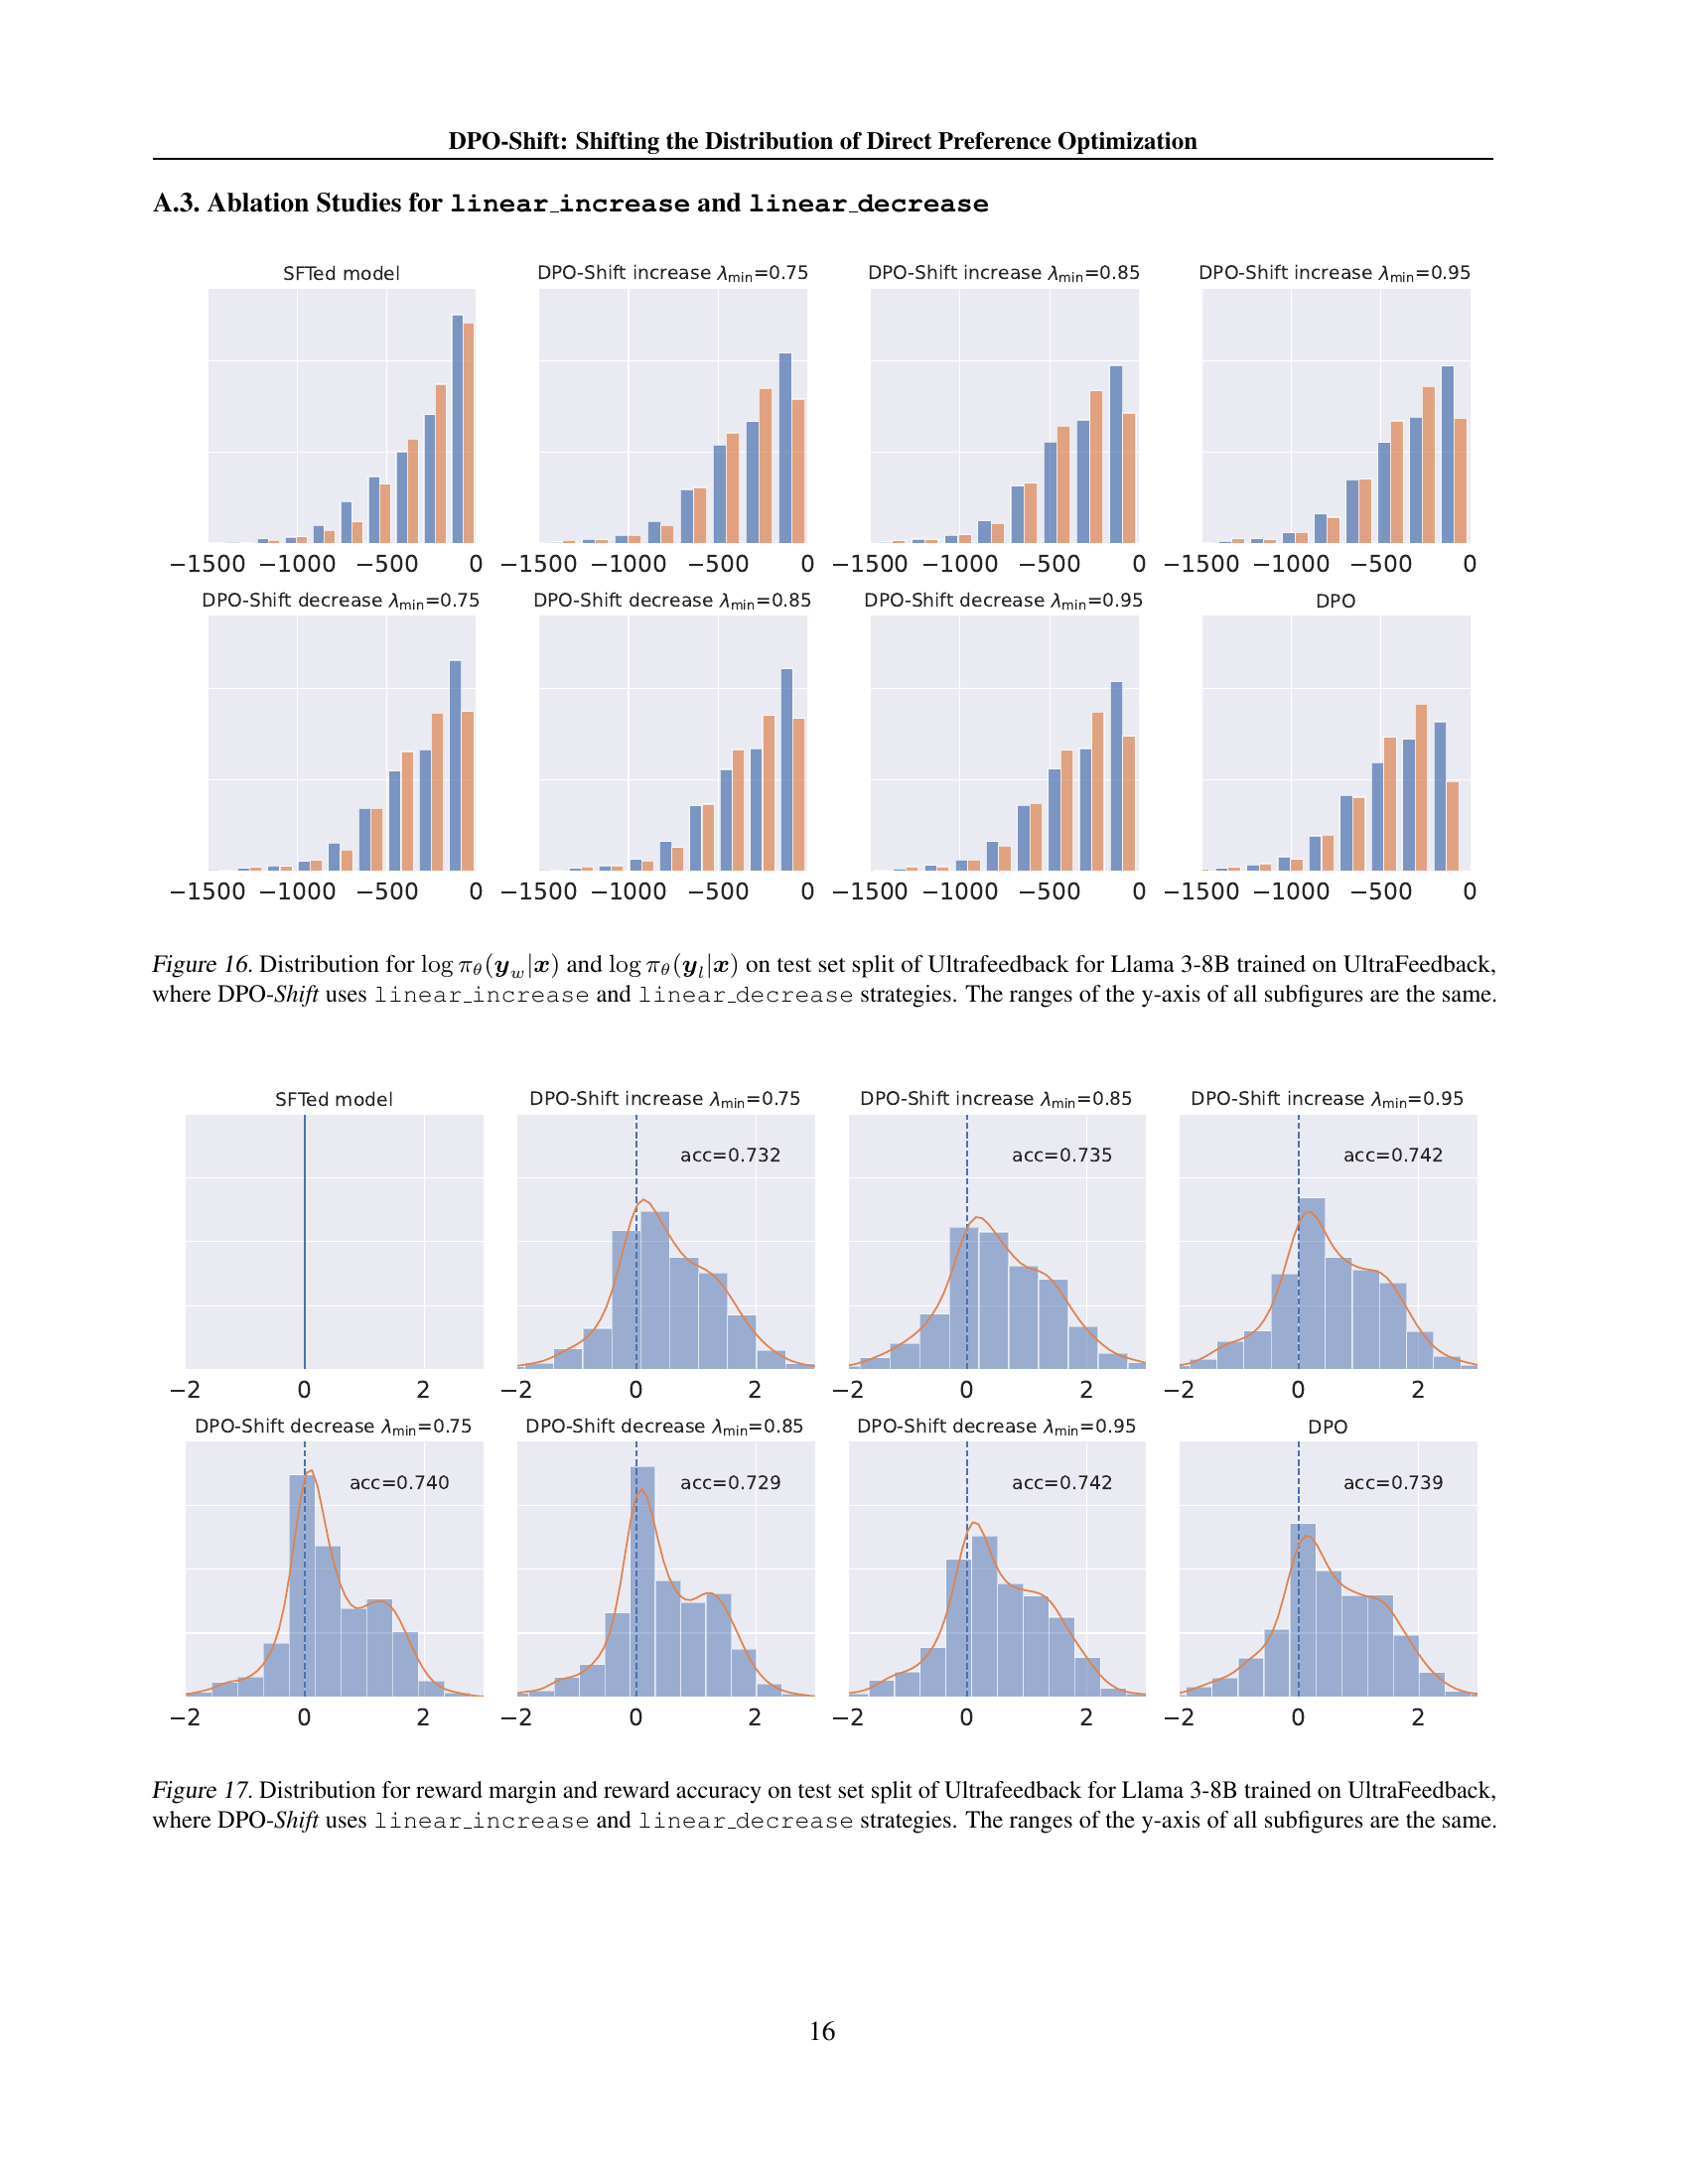 DPO-Shift: Shifting the Distribution of Direct Preference Optimization
A.3. Ablation Studies for linear_increase and linear_decrease
SFTed model
DPO-Shift increase λmin=0.75
DPO-Shift increase λmin=0.85
DPO-Shift increase λmin=0.95
−1500 −1000 −500 0
−1500 −1000 −500 0
−1500 −1000 −500 0
−1500 −1000 −500 0
DPO-Shift decrease λmin=0.75
DPO-Shift decrease λmin=0.85
DPO-Shift decrease λmin=0.95
DPO
−1500 −1000 −500 0
−1500 −1000 −500 0
−1500 −1000 −500 0
−1500 −1000 −500 0
Figure 16. Distribution for log πθ(yw|x) and log πθ(yl|x) on test set split of Ultrafeedback for Llama 3-8B trained on UltraFeedback,
where DPO-Shift uses linear_increase and linear_decrease strategies. The ranges of the y-axis of all subfigures are the same.
SFTed model
DPO-Shift increase λmin=0.75
DPO-Shift increase λmin=0.85
DPO-Shift increase λmin=0.95
acc=0.732
acc=0.735
acc=0.742
−2 0 2
−2 0 2
−2 0 2
−2 0 2
DPO-Shift decrease λmin=0.75
DPO-Shift decrease λmin=0.85
DPO-Shift decrease λmin=0.95
DPO
acc=0.740
acc=0.729
acc=0.742
acc=0.739
−2 0 2
−2 0 2
−2 0 2
−2 0 2
Figure 17. Distribution for reward margin and reward accuracy on test set split of Ultrafeedback for Llama 3-8B trained on UltraFeedback,
where DPO-Shift uses linear_increase and linear_decrease strategies. The ranges of the y-axis of all subfigures are the same.
16